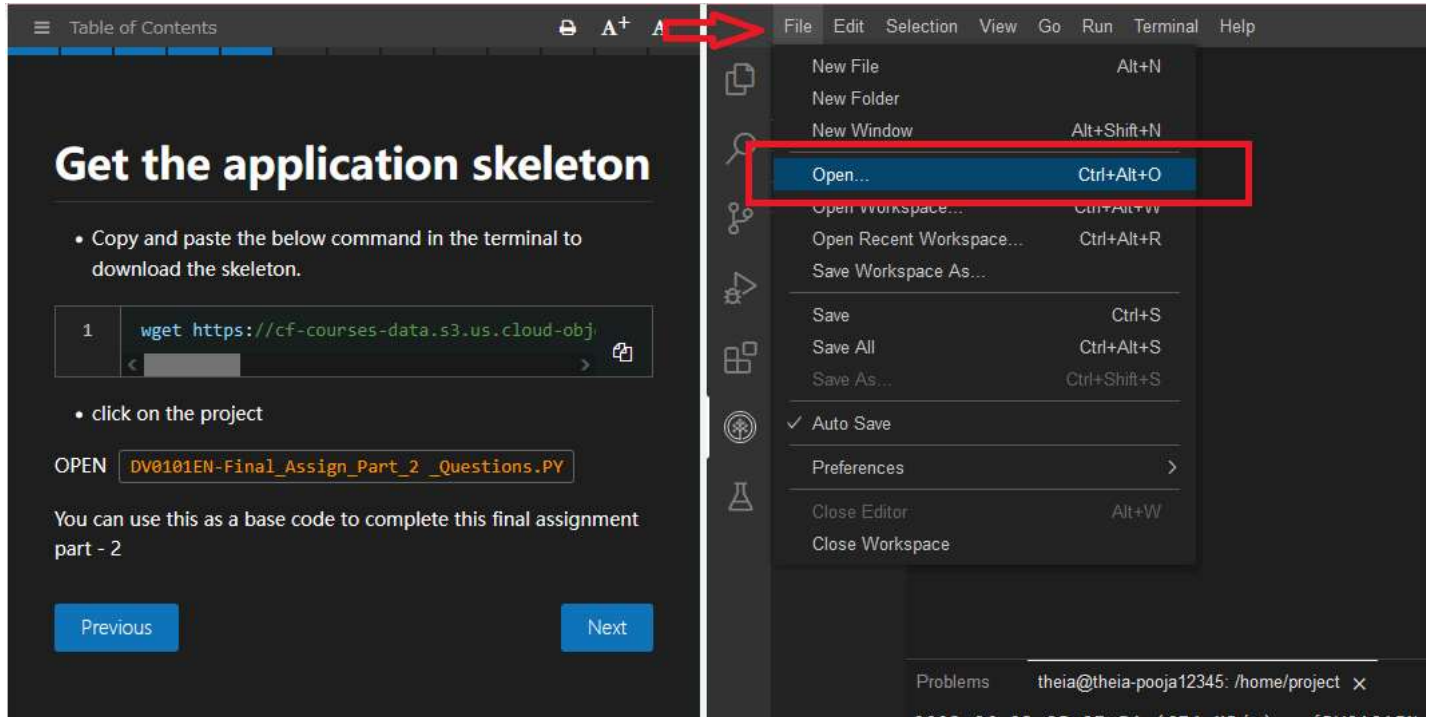 Table of Contents
A+ A
Get the application skeleton
• Copy and paste the below command in the terminal to
download the skeleton.
1 wget https://cf-courses-data.s3.us.cloud-obj
• click on the project
OPEN DV0101EN-Final_Assign_Part_2 _Questions.PY
You can use this as a base code to complete this final assignment
part - 2
Previous Next
File Edit Selection View Go Run Terminal Help
New File Alt+N
New Folder
New Window Alt+Shift+N
Open... Ctrl+Alt+O
Open Workspace... Ctrl+Alt+W
Open Recent Workspace... Ctrl+Alt+R
Save Workspace As...
Save Ctrl+S
Save All Ctrl+Alt+S
Save As... Ctrl+Shift+S
✓ Auto Save
Preferences >
Close Editor Alt+W
Close Workspace
Problems theia@theia-pooja12345: /home/project ×